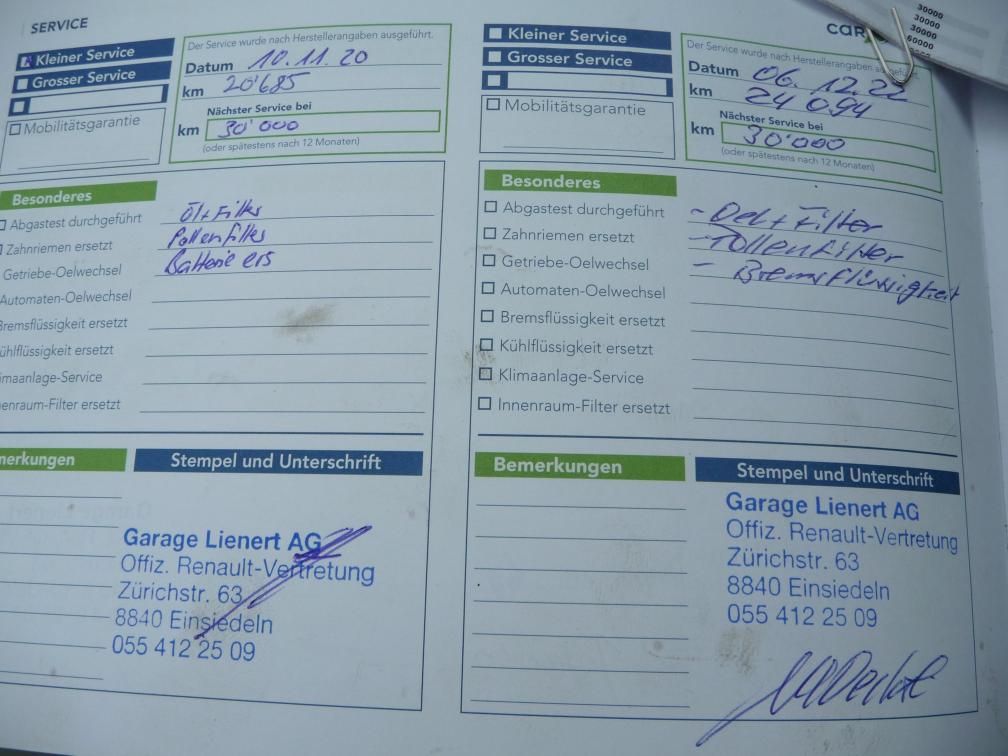 SERVICE
Kleiner Service
Grosser Service
Mobilitätsgarantie
Der Service wurde nach Herstellerangaben ausgeführt.
Datum 10.11.20
km 20'685
Nächster Service bei
km 30'000
(oder spätestens nach 12 Monaten)
Besonderes
Abgastest durchgeführt
Zahnriemen ersetzt
Getriebe-Oelwechsel
Automaten-Oelwechsel
Bremsflüssigkeit ersetzt
ühlflüssigkeit ersetzt
limaanlage-Service
nenraum-Filter ersetzt
Öl+Filter
Pollenfilter
Batterie ers
merkungen
Stempel und Unterschrift
Garage Lienert AG
Offiz. Renault-Vertretung
Zürichstr. 63
8840 Einsiedeln
055 412 25 09
car
30000
30000
30000
60000
Kleiner Service
Grosser Service
Mobilitätsgarantie
Der Service wurde nach Herstellerangaben ausgeführt.
Datum 06.12.22
km 24094
Nächster Service bei
km 30'000
(oder spätestens nach 12 Monaten)
Besonderes
Abgastest durchgeführt
Zahnriemen ersetzt
Getriebe-Oelwechsel
Automaten-Oelwechsel
Bremsflüssigkeit ersetzt
Kühlflüssigkeit ersetzt
Klimaanlage-Service
Innenraum-Filter ersetzt
- Oel+Filter
- Pollenfilter
- Bremsflüssigkeit
Bemerkungen
Stempel und Unterschrift
Garage Lienert AG
Offiz. Renault-Vertretung
Zürichstr. 63
8840 Einsiedeln
055 412 25 09